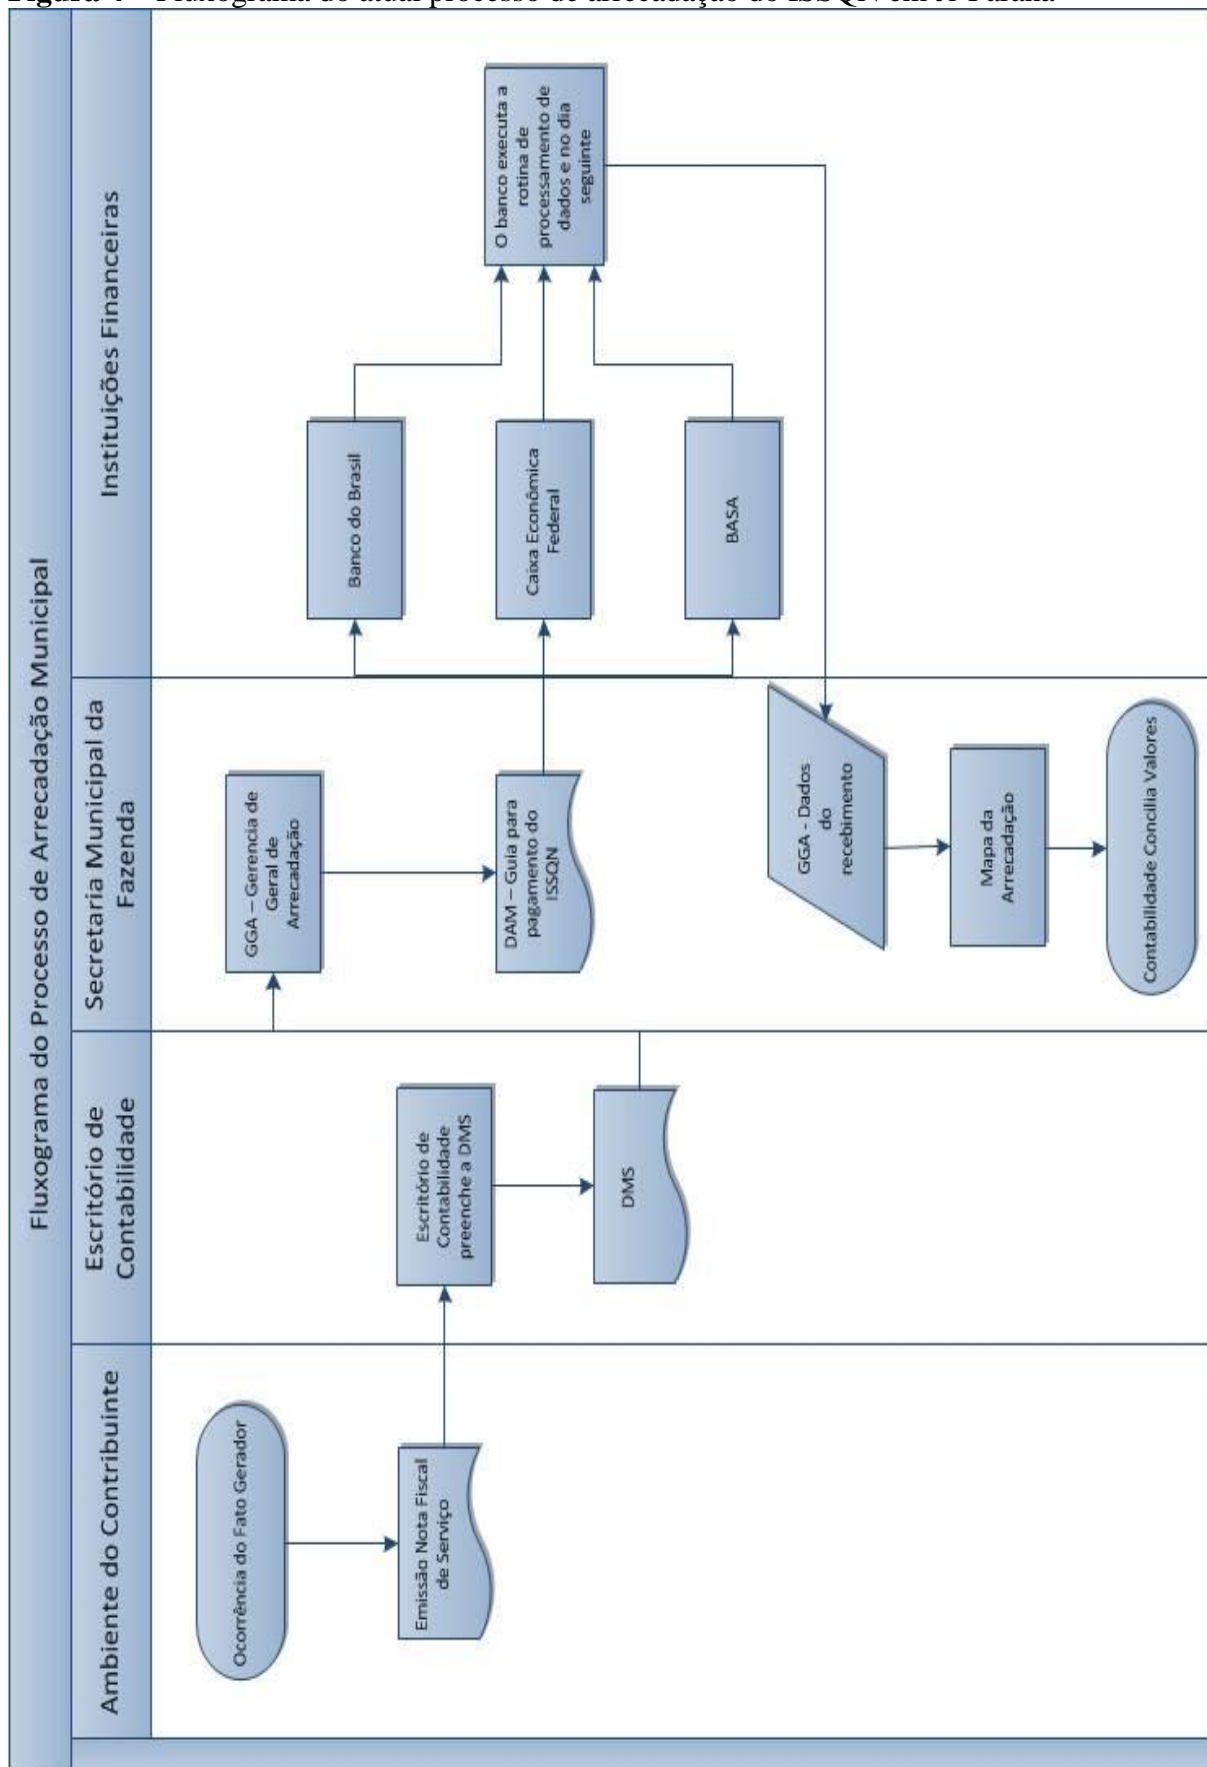 Figura 4 – Fluxograma do atual processo de arrecadação do ISSQN em Ji-Paraná
Fluxograma do Processo de Arrecadação Municipal
Ambiente do Contribuinte
Escritório de
Contabilidade
Secretaria Municipal da
Fazenda
Instituições Financeiras
Ocorrência do Fato Gerador
Emissão Nota Fiscal
de Serviço
Escritório de
Contabilidade
preenche a DMS
DMS
GGA – Gerencia de
Geral de
Arrecadação
DAM – Guia para
pagamento do
ISSQN
Banco do Brasil
Caixa Econômica
Federal
BASA
O banco executa a
rotina de
processamento de
dados e no dia
seguinte
GGA - Dados
do
recebimento
Mapa da
Arrecadação
Contabilidade Concilia Valores